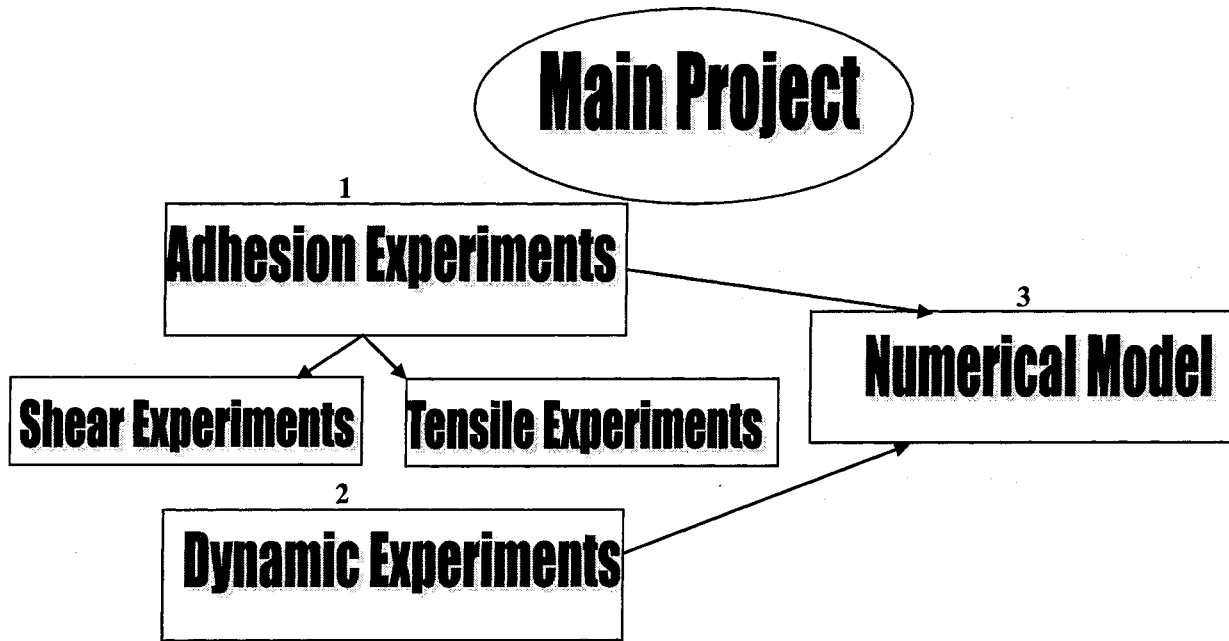 Main Project
1
Adhesion Experiments
3
Numerical Model
Shear Experiments
Tensile Experiments
2
Dynamic Experiments